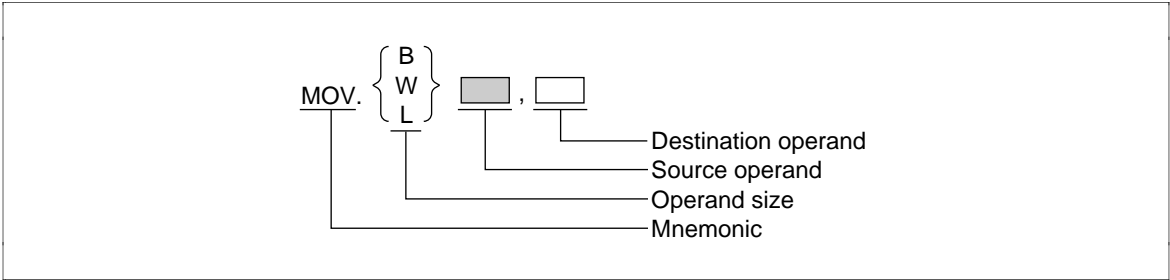 B
MOV. W ,
L
Destination operand
Source operand
Operand size
Mnemonic